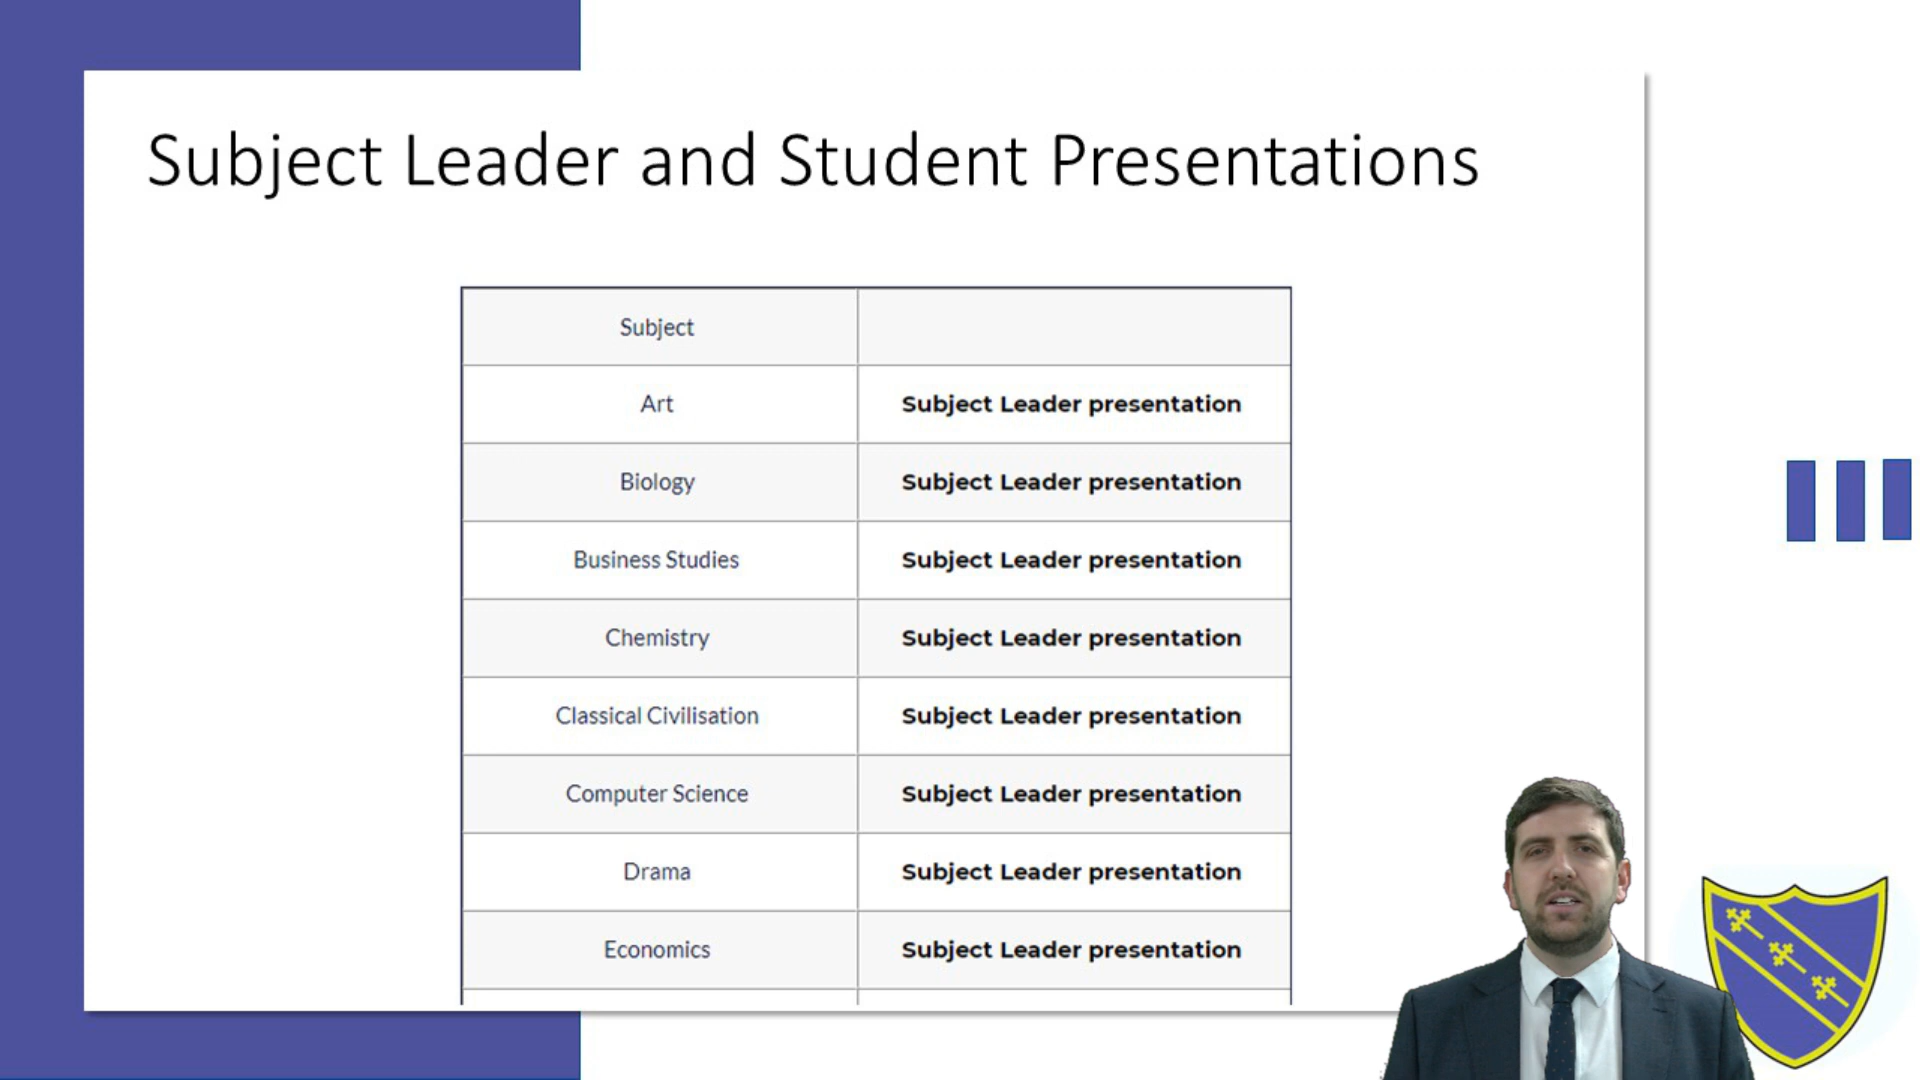 Subject Leader and Student Presentations
Subject
Art Subject Leader presentation
Biology Subject Leader presentation
Business Studies Subject Leader presentation
Chemistry Subject Leader presentation
Classical Civilisation Subject Leader presentation
Computer Science Subject Leader presentation
Drama Subject Leader presentation
Economics Subject Leader presentation